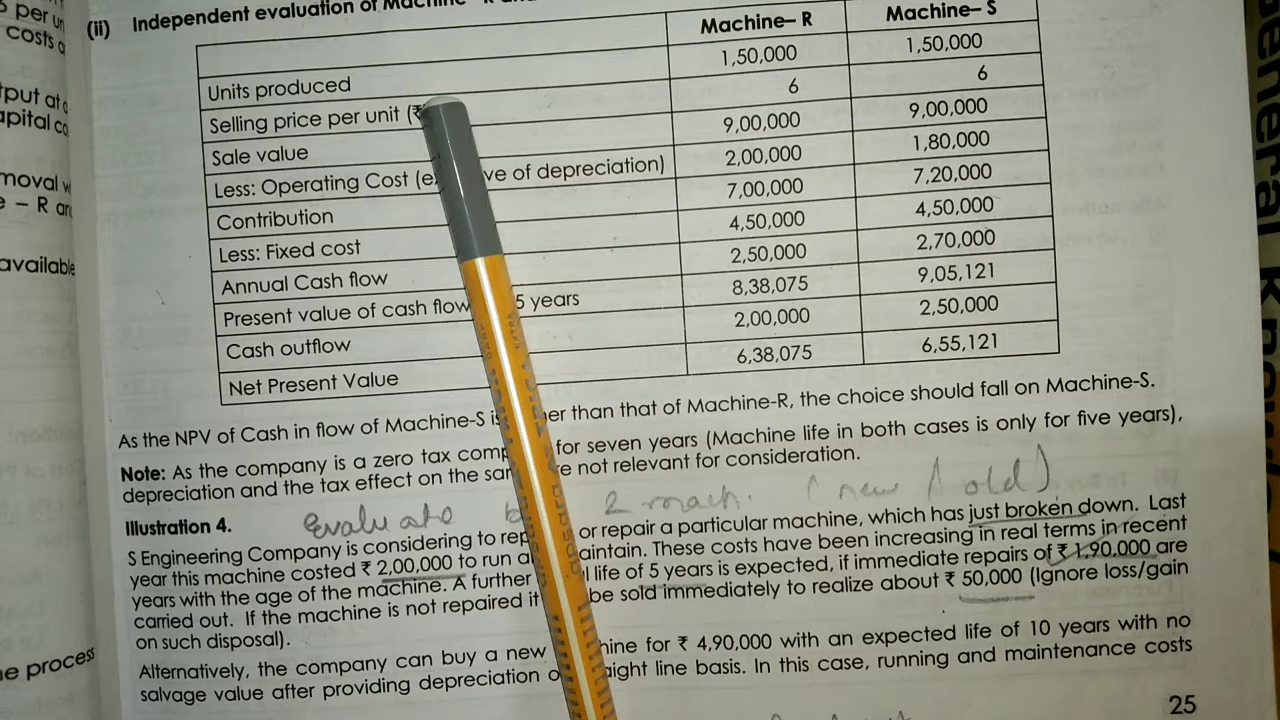 (ii) Independent evaluation of Machine
Machine– R Machine– S
Units produced 1,50,000 1,50,000
Selling price per unit (₹ 6 6
Sale value 9,00,000 9,00,000
Less: Operating Cost (e ve of depreciation) 2,00,000 1,80,000
Contribution 7,00,000 7,20,000
Less: Fixed cost 4,50,000 4,50,000
Annual Cash flow 2,50,000 2,70,000
Present value of cash flow 5 years 8,38,075 9,05,121
Cash outflow 2,00,000 2,50,000
Net Present Value 6,38,075 6,55,121
As the NPV of Cash in flow of Machine-S is her than that of Machine-R, the choice should fall on Machine-S.
Note: As the company is a zero tax comp for seven years (Machine life in both cases is only for five years),
depreciation and the tax effect on the sam re not relevant for consideration.
Evaluate 2 mach. (new / old)
Illustration 4.
S Engineering Company is considering to rep or repair a particular machine, which has just broken down. Last
year this machine costed ₹ 2,00,000 to run a aintain. These costs have been increasing in real terms in recent
years with the age of the machine. A further l life of 5 years is expected, if immediate repairs of ₹ 1,90,000 are
carried out. If the machine is not repaired it be sold immediately to realize about ₹ 50,000 (Ignore loss/gain
on such disposal).
Alternatively, the company can buy a new hine for ₹ 4,90,000 with an expected life of 10 years with no
salvage value after providing depreciation o aight line basis. In this case, running and maintenance costs
25
per un
costs a
tput at
apital co
moval w
e – R an
available
e process